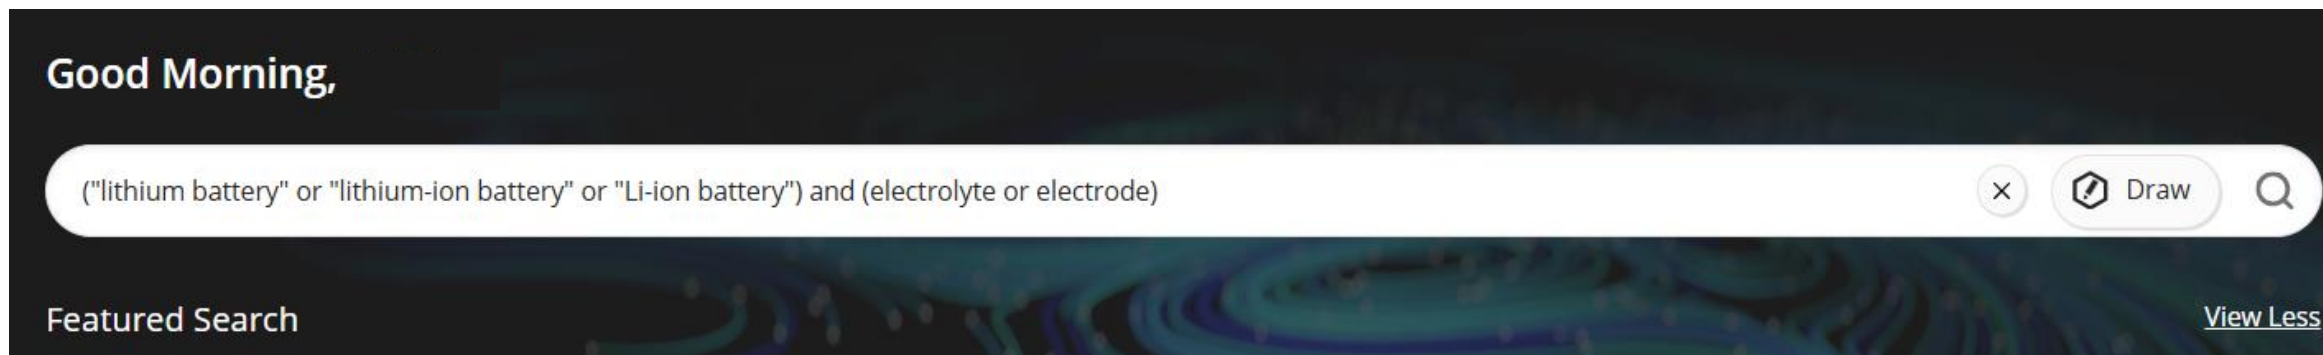 Good Morning,
("lithium battery" or "lithium-ion battery" or "Li-ion battery") and (electrolyte or electrode)
Draw
Featured Search
View Less